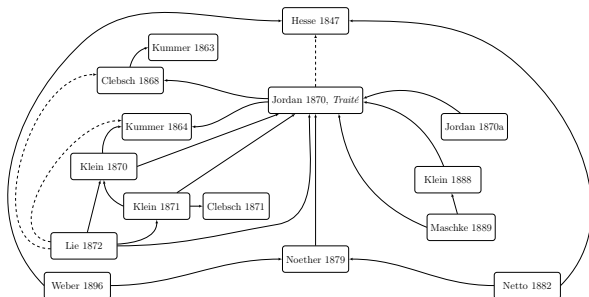 Hesse 1847
Kummer 1863
Clebsch 1868
Jordan 1870, Traité
Kummer 1864
Jordan 1870a
Klein 1870
Klein 1888
Klein 1871
Clebsch 1871
Maschke 1889
Lie 1872
Noether 1879
Weber 1896
Netto 1882